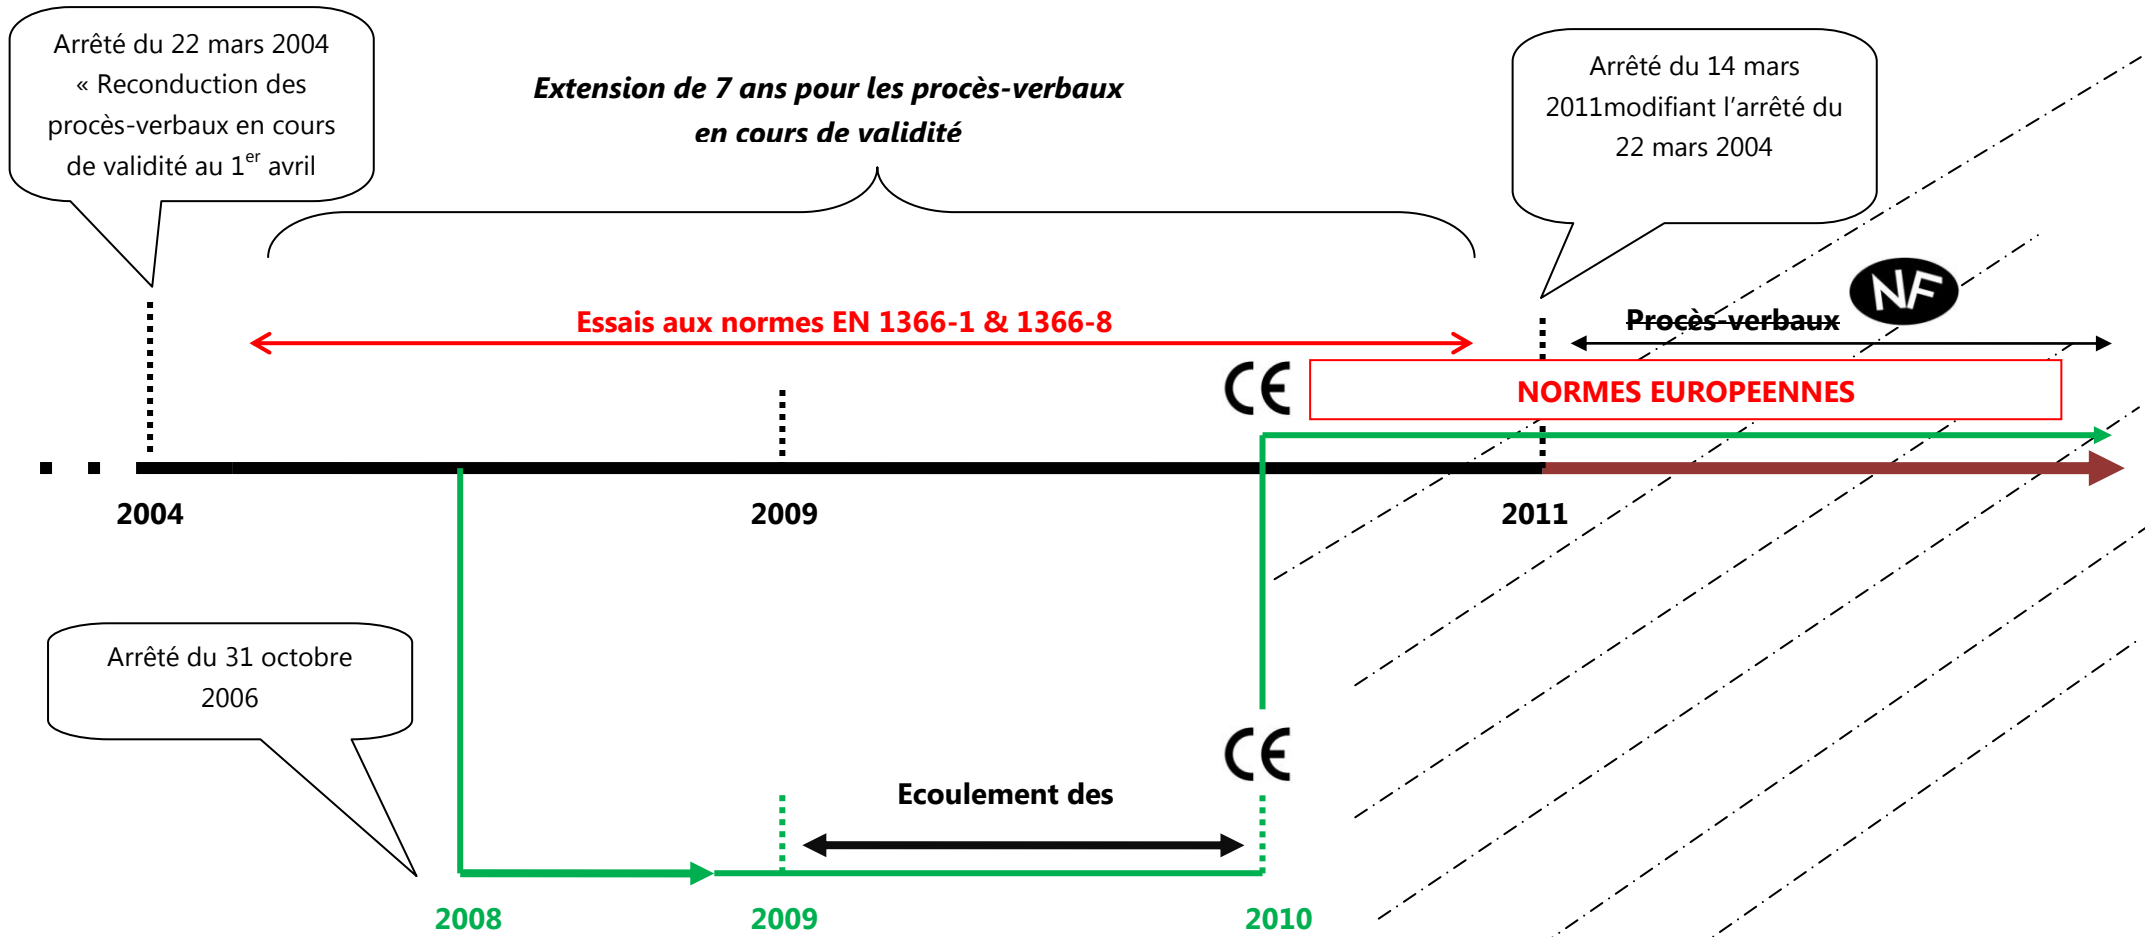 Arrêté du 22 mars 2004
« Reconduction des
procès-verbaux en cours
de validité au 1er avril
Extension de 7 ans pour les procès-verbaux
en cours de validité
Arrêté du 14 mars
2011modifiant l’arrêté du
22 mars 2004
Essais aux normes EN 1366-1 & 1366-8
NF
Procès-verbaux
CE
NORMES EUROPEENNES
2004
2009
2011
Arrêté du 31 octobre
2006
CE
Ecoulement des
2008
2009
2010